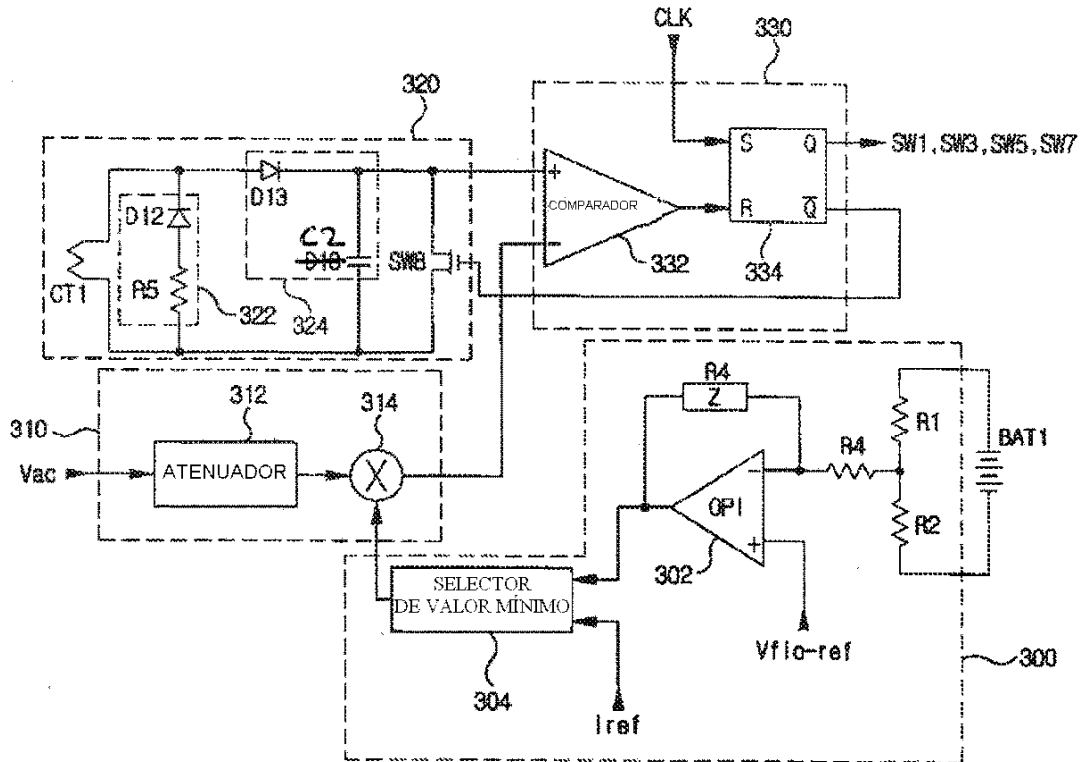 CLK
330
320
S Q
SW1, SW3, SW5, SW7
D13
+
COMPARADOR
D12
R Q
C2
D10
SW8
−
332
334
CT1
R5
322
324
312
314
R4
Z
310
R1
BAT1
Vac
ATENUADOR
X
R4
−
OP1
R2
+
302
SELECTOR
DE VALOR MÍNIMO
Vflo-ref
300
304
Iref